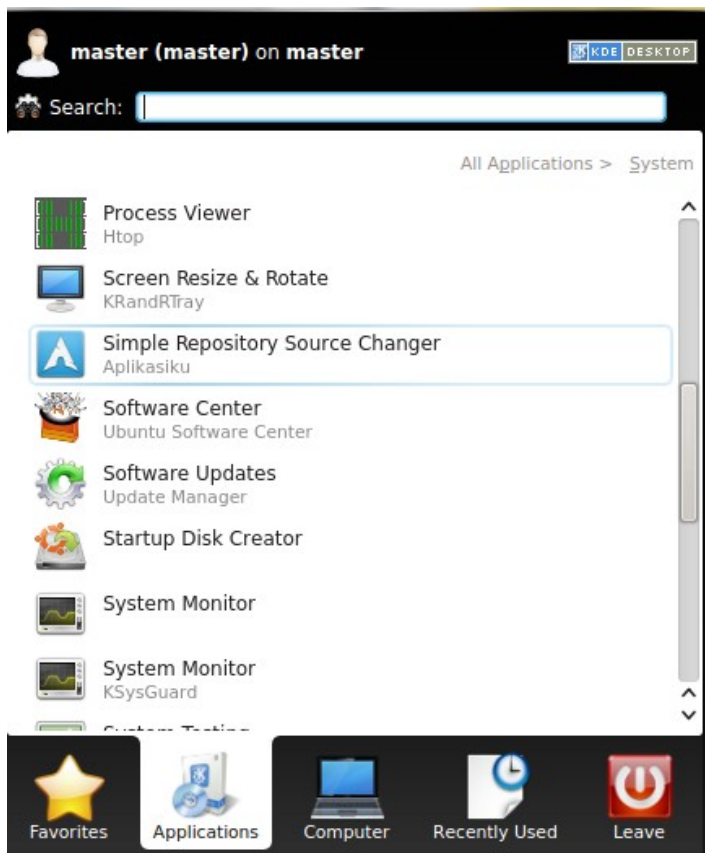 master (master) on master
KDE DESKTOP
Search:
All Applications > System
Process Viewer
Htop
Screen Resize & Rotate
KRandRTray
Simple Repository Source Changer
Aplikasiku
Software Center
Ubuntu Software Center
Software Updates
Update Manager
Startup Disk Creator
System Monitor
System Monitor
KSysGuard
System Testing
Favorites
Applications
Computer
Recently Used
Leave